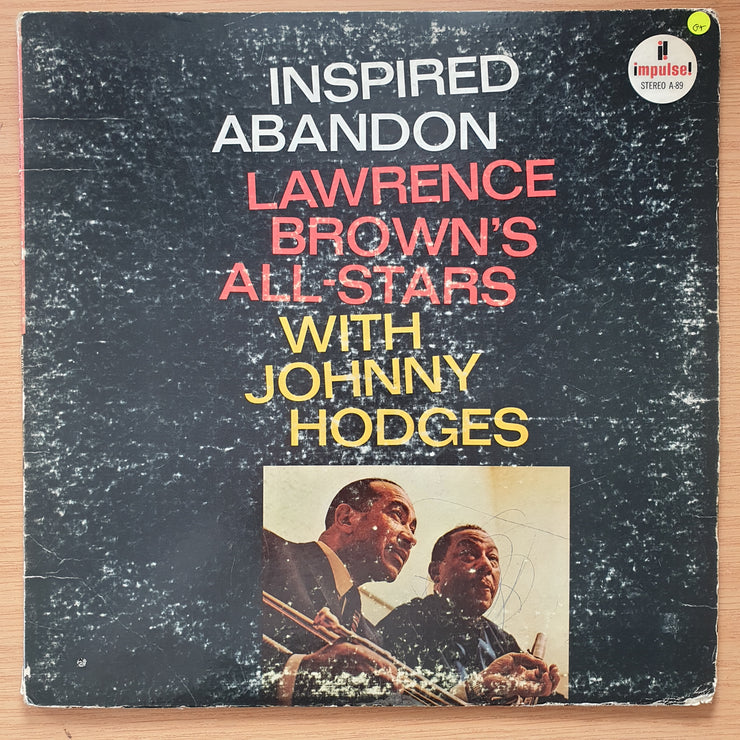 INSPIRED
ABANDON
LAWRENCE
BROWN'S
ALL-STARS
WITH
JOHNNY
HODGES
impulse!
STEREO A-89